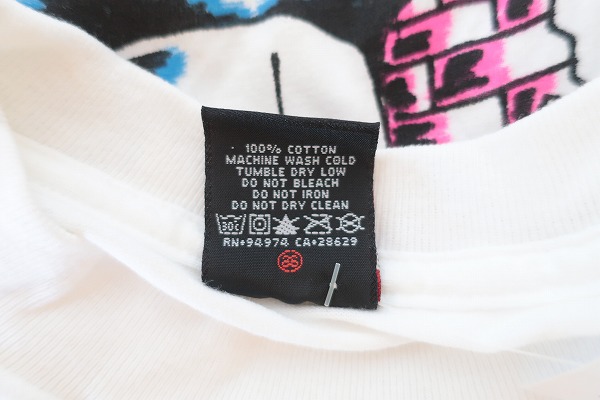 100% COTTON
MACHINE WASH COLD
TUMBLE DRY LOW
DO NOT BLEACH
DO NOT IRON
DO NOT DRY CLEAN
30C
RN•94974 CA•28629